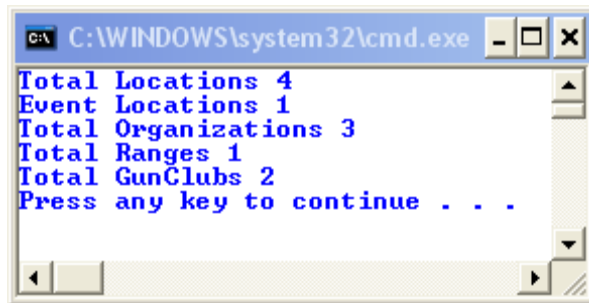 C:\WINDOWS\system32\cmd.exe
Total Locations 4
Event Locations 1
Total Organizations 3
Total Ranges 1
Total GunClubs 2
Press any key to continue . . .